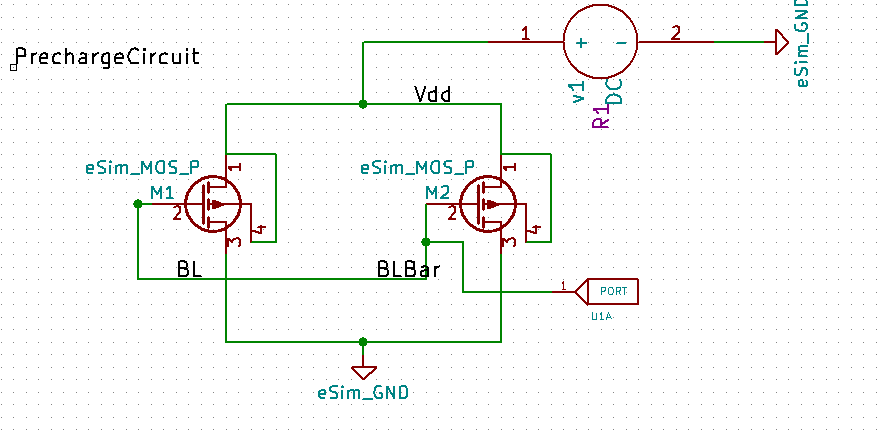 1
2
eSim_GND
PrechargeCircuit
+
-
v1
DC
R1
Vdd
eSim_MOS_P
M1
1
2
3
4
eSim_MOS_P
M2
1
2
3
4
BL
BLBar
1
PORT
U1A
eSim_GND